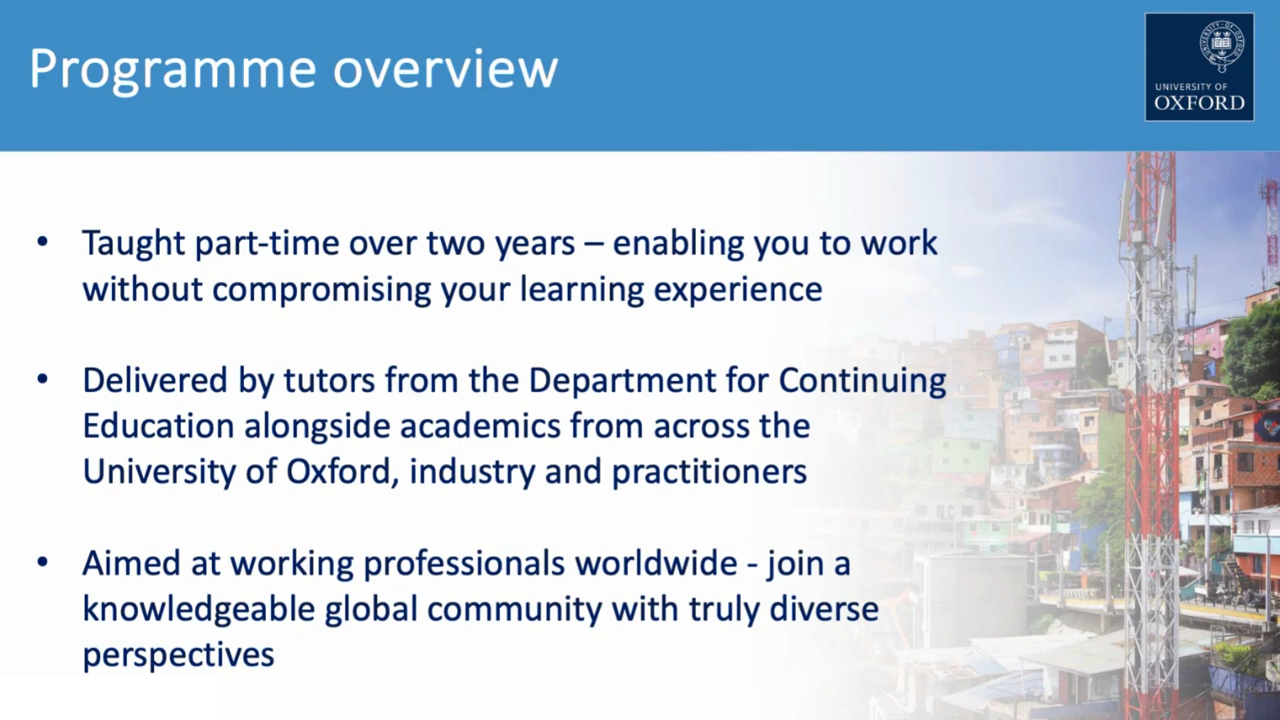 Programme overview
UNIVERSITY OF
OXFORD
• Taught part-time over two years – enabling you to work
without compromising your learning experience
• Delivered by tutors from the Department for Continuing
Education alongside academics from across the
University of Oxford, industry and practitioners
• Aimed at working professionals worldwide - join a
knowledgeable global community with truly diverse
perspectives